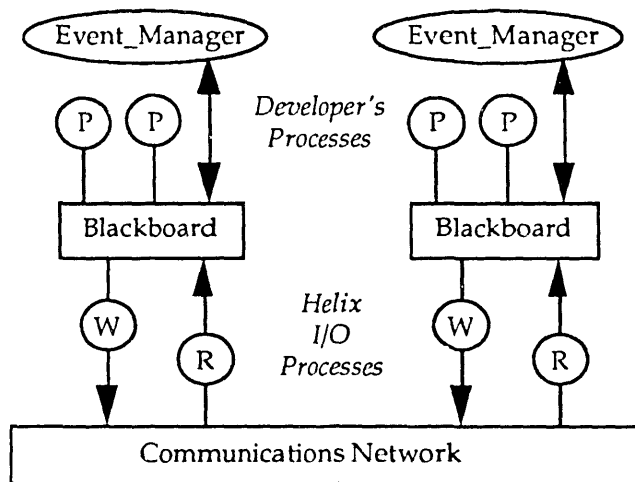 Event_Manager
Event_Manager
P
P
Developer's
Processes
P
P
Blackboard
Blackboard
W
R
Helix
I/O
Processes
W
R
Communications Network